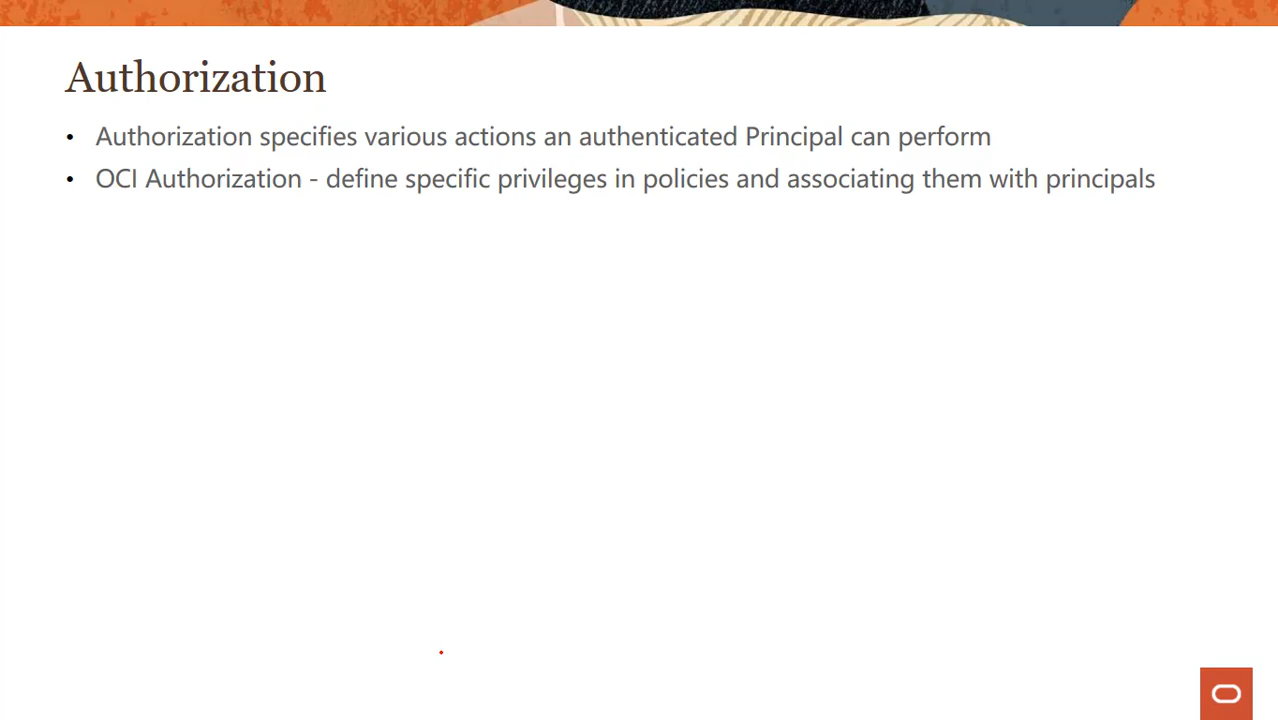 Authorization
• Authorization specifies various actions an authenticated Principal can perform
• OCI Authorization - define specific privileges in policies and associating them with principals